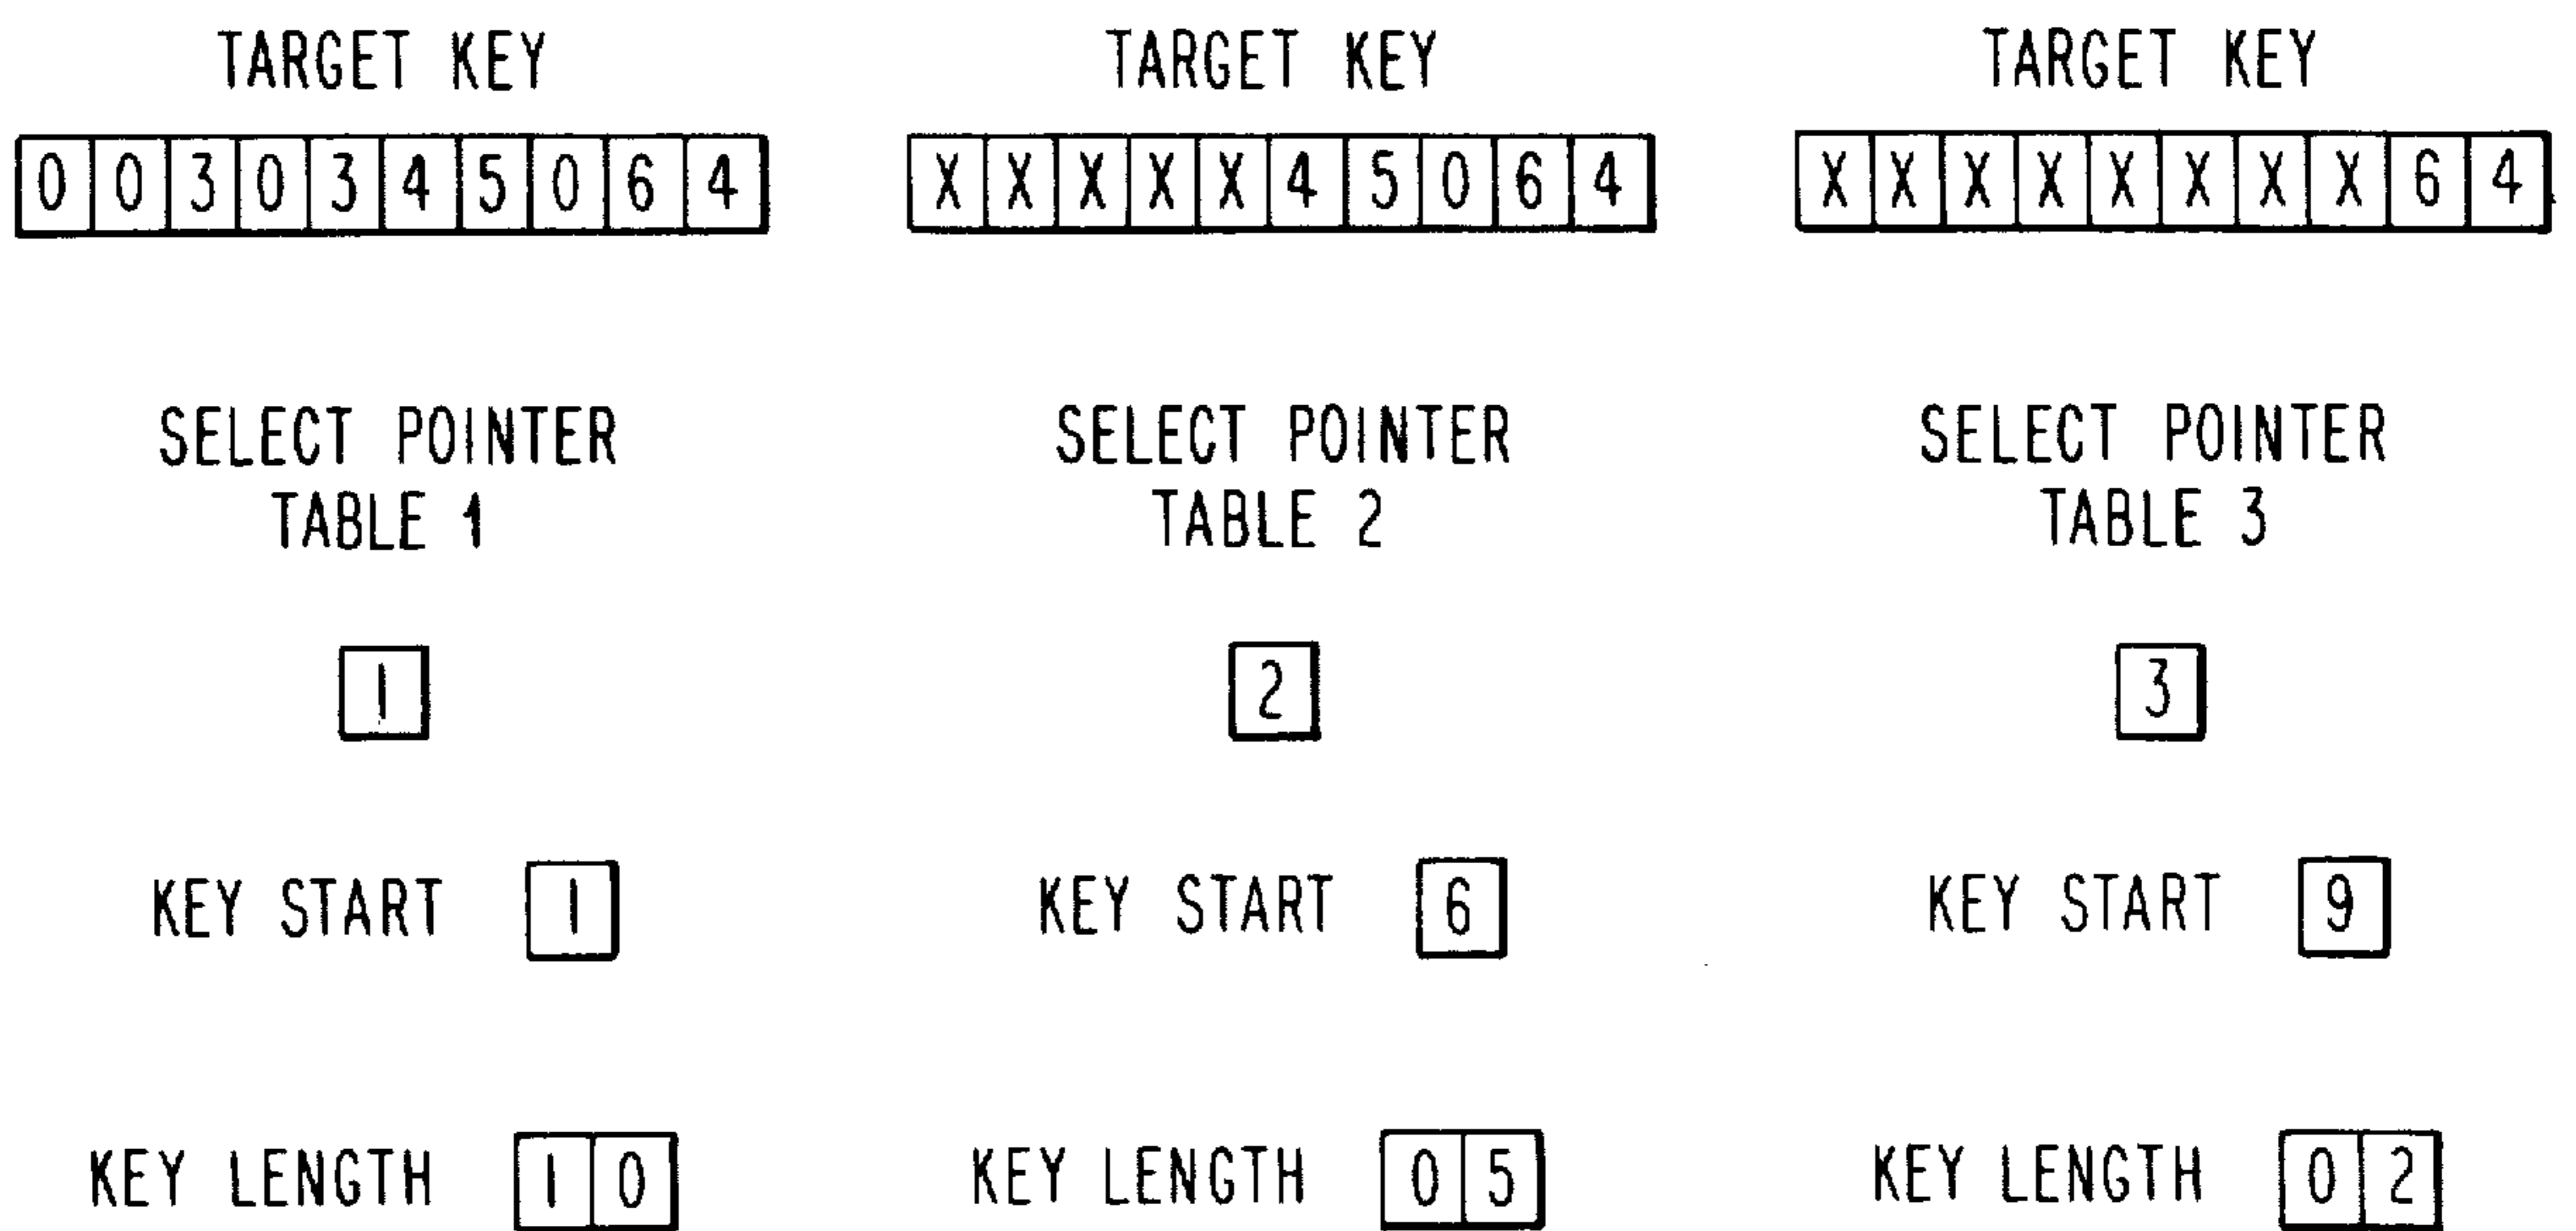 TARGET KEY TARGET KEY TARGET KEY
0 0 3 0 3 4 5 0 6 4 X X X X X 4 5 0 6 4 X X X X X X X X 6 4
SELECT POINTER SELECT POINTER SELECT POINTER
TABLE 1 TABLE 2 TABLE 3
1 2 3
KEY START 1 KEY START 6 KEY START 9
KEY LENGTH 1 0 KEY LENGTH 0 5 KEY LENGTH 0 2